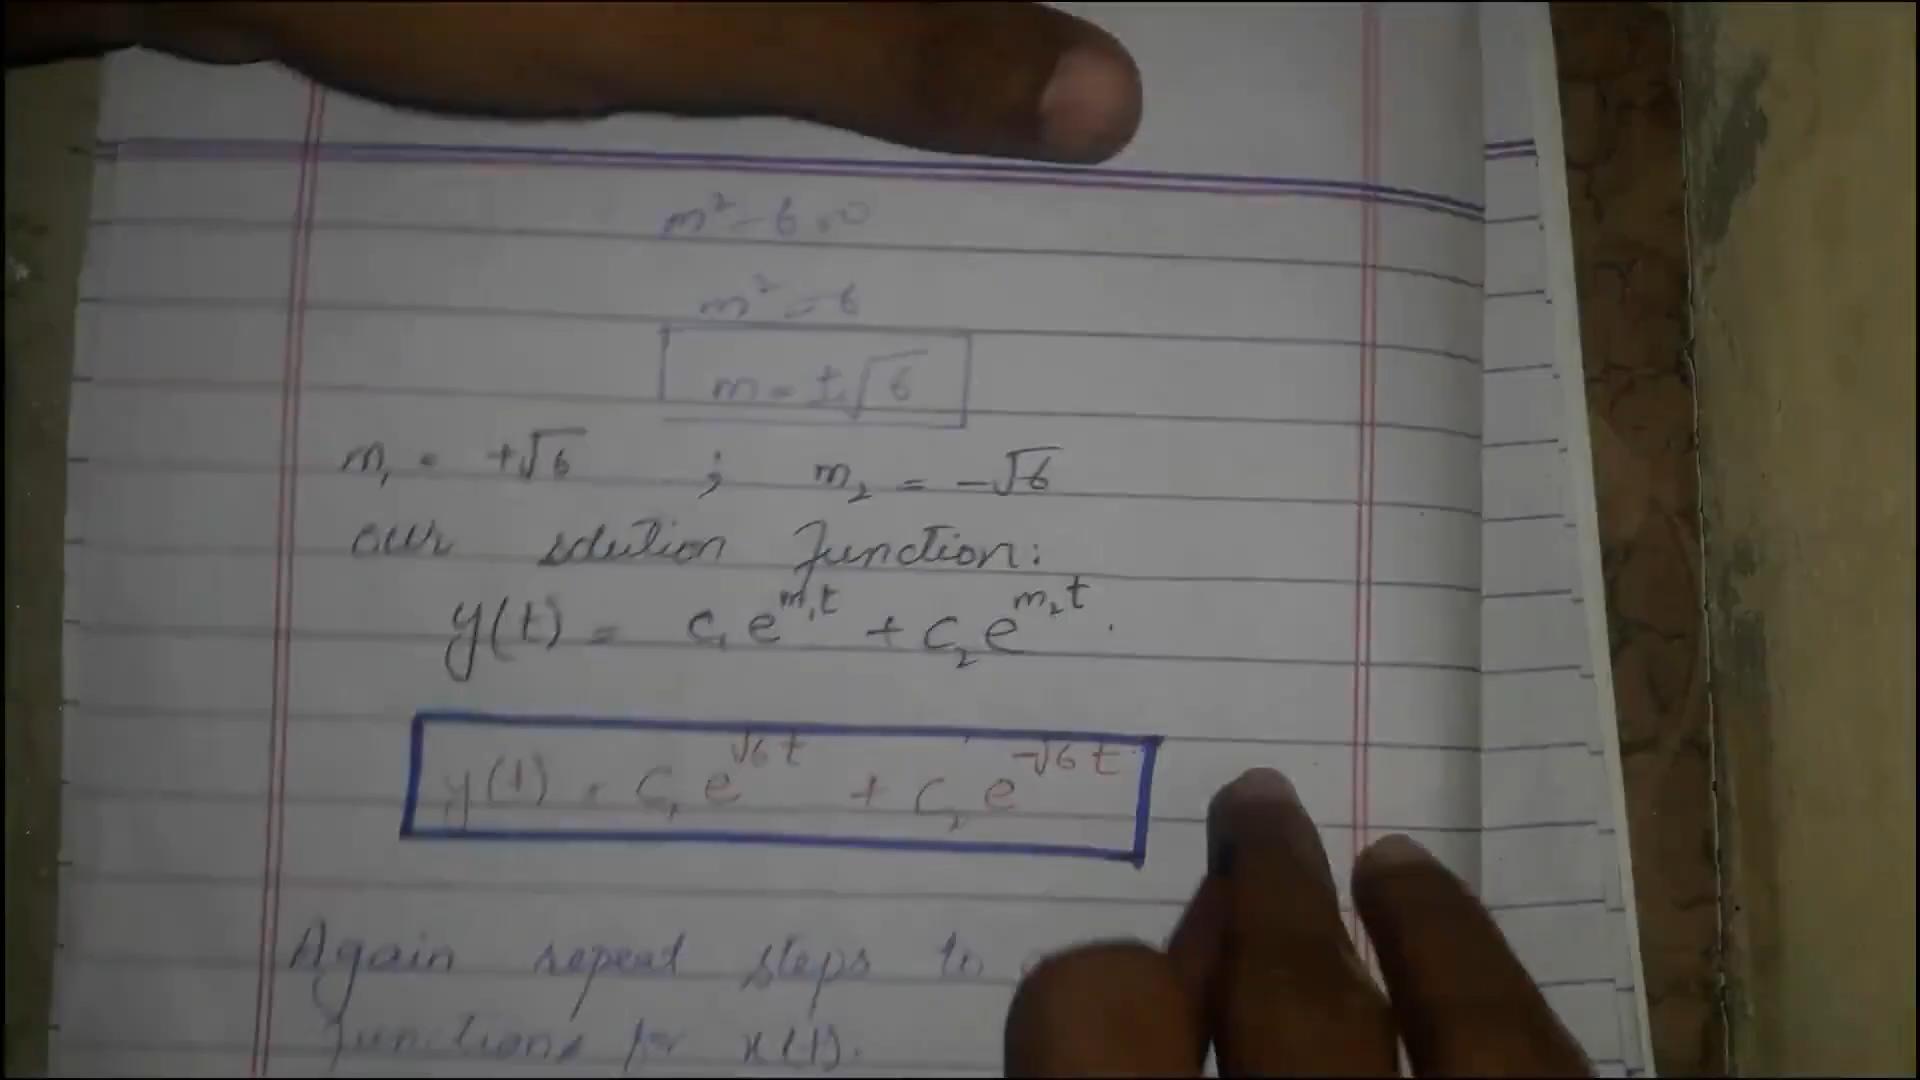 m² - 6 = 0
m² = 6
m = ±√6
m₁ = +√6 ; m₂ = -√6
our solution function:
y(t) = c₁e^{m₁t} + c₂e^{m₂t}.
y(t) = c₁e^{√6t} + c₂e^{-√6t}
Again repeat steps to
functions for x(t).